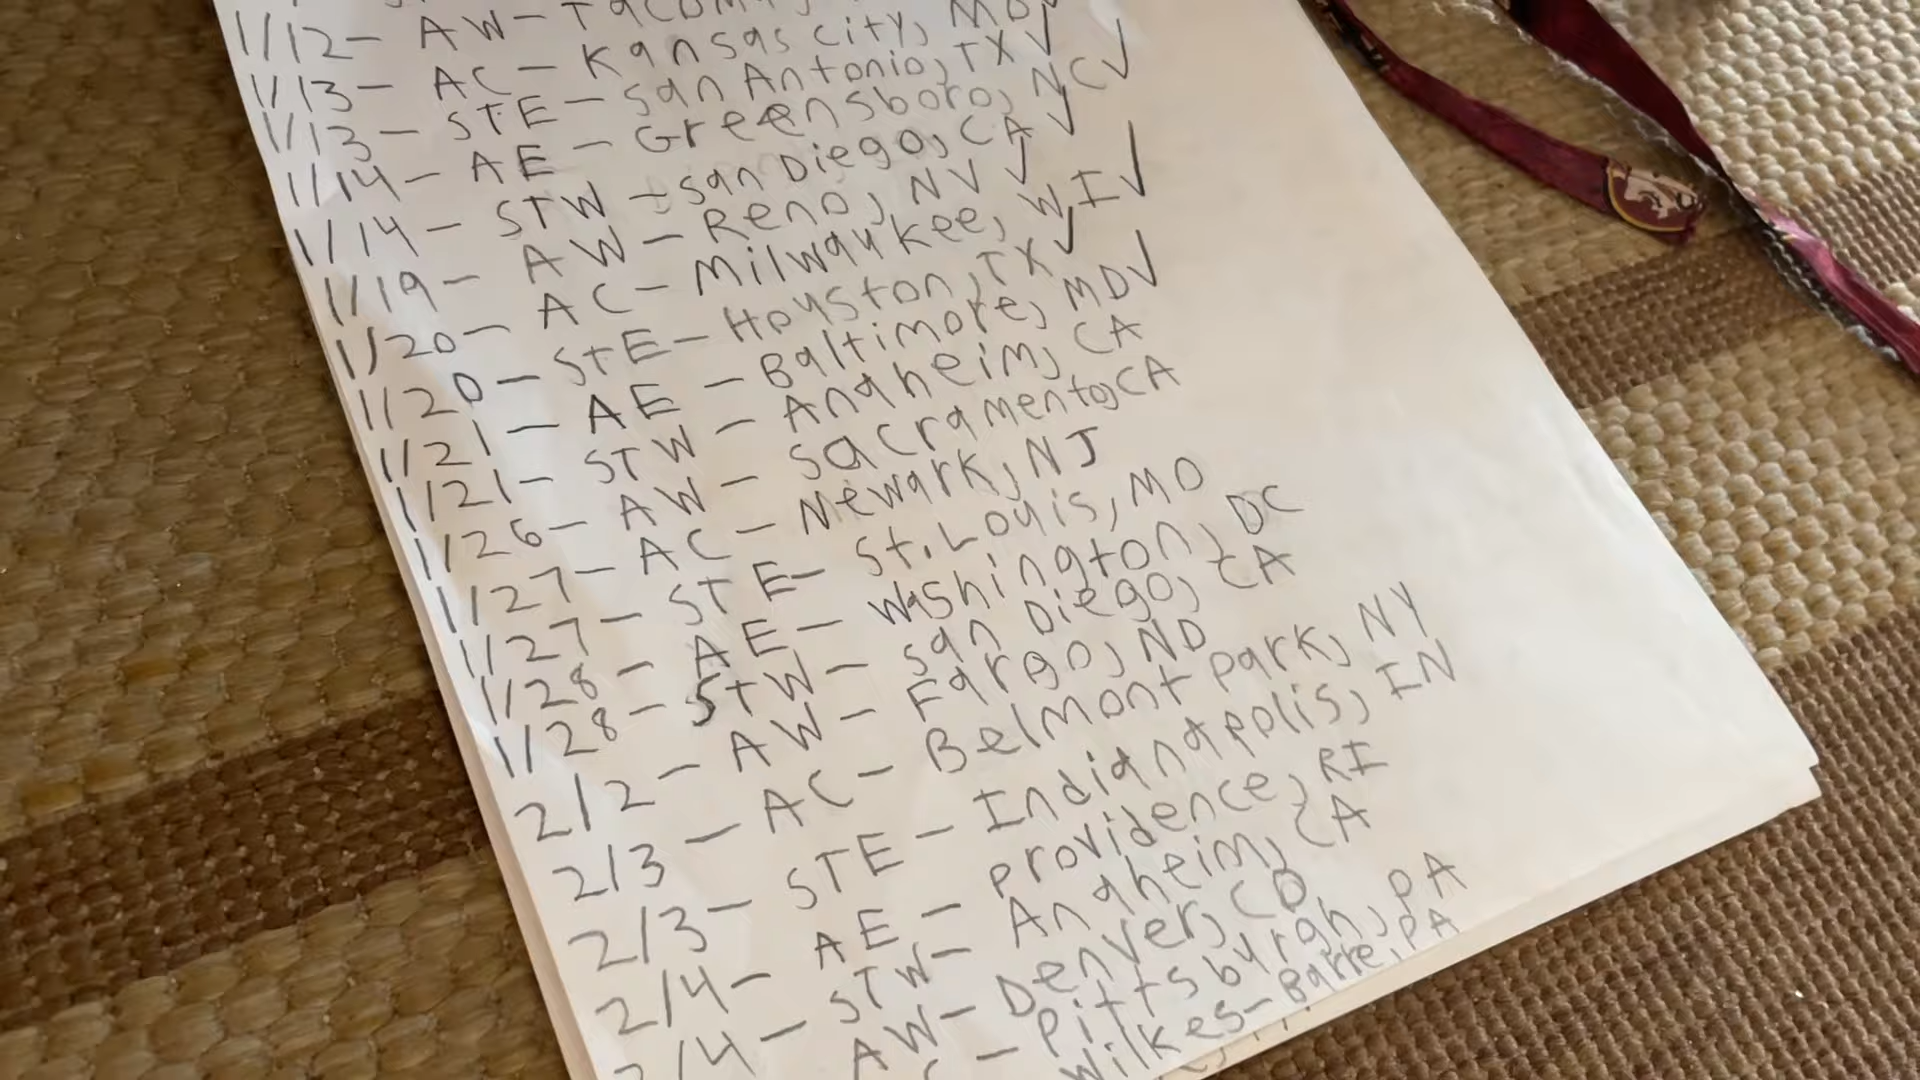 1/12- AW- Tacoma,
1/13- AC- Kansas City, MO✓
1/13- STE- San Antonio, TX✓
1/14- AE- Greensboro, NC✓
1/14- STW- San Diego, CA✓
1/19- AW- Reno, NV✓
1/20- AC- Milwaukee, WI✓
1/20- STE- Houston, TX✓
1/21- AE- Baltimore, MD✓
1/21- STW- Anaheim, CA
1/26- AW- Sacramento, CA
1/27- AC- Newark, NJ
1/27- STE- St. Louis, MO
1/28- AE- Washington, DC
1/28- STW- San Diego, CA
2/2- AW- Fargo, ND
2/3- AC- Belmont park, NY
2/3- STE- Indianapolis, IN
2/4- AE- providence, RI
2/4- STW- Anaheim, CA
AW- Denver, CO
C- Pittsburgh, PA
Wilkes-Barre, PA